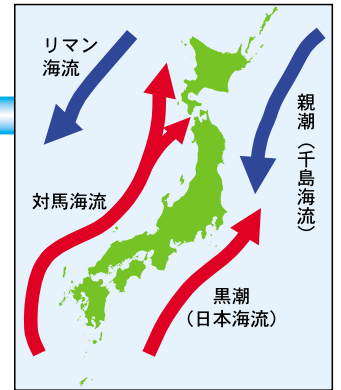 リマン
海流
親潮（千島海流）
対馬海流
黒潮
（日本海流）